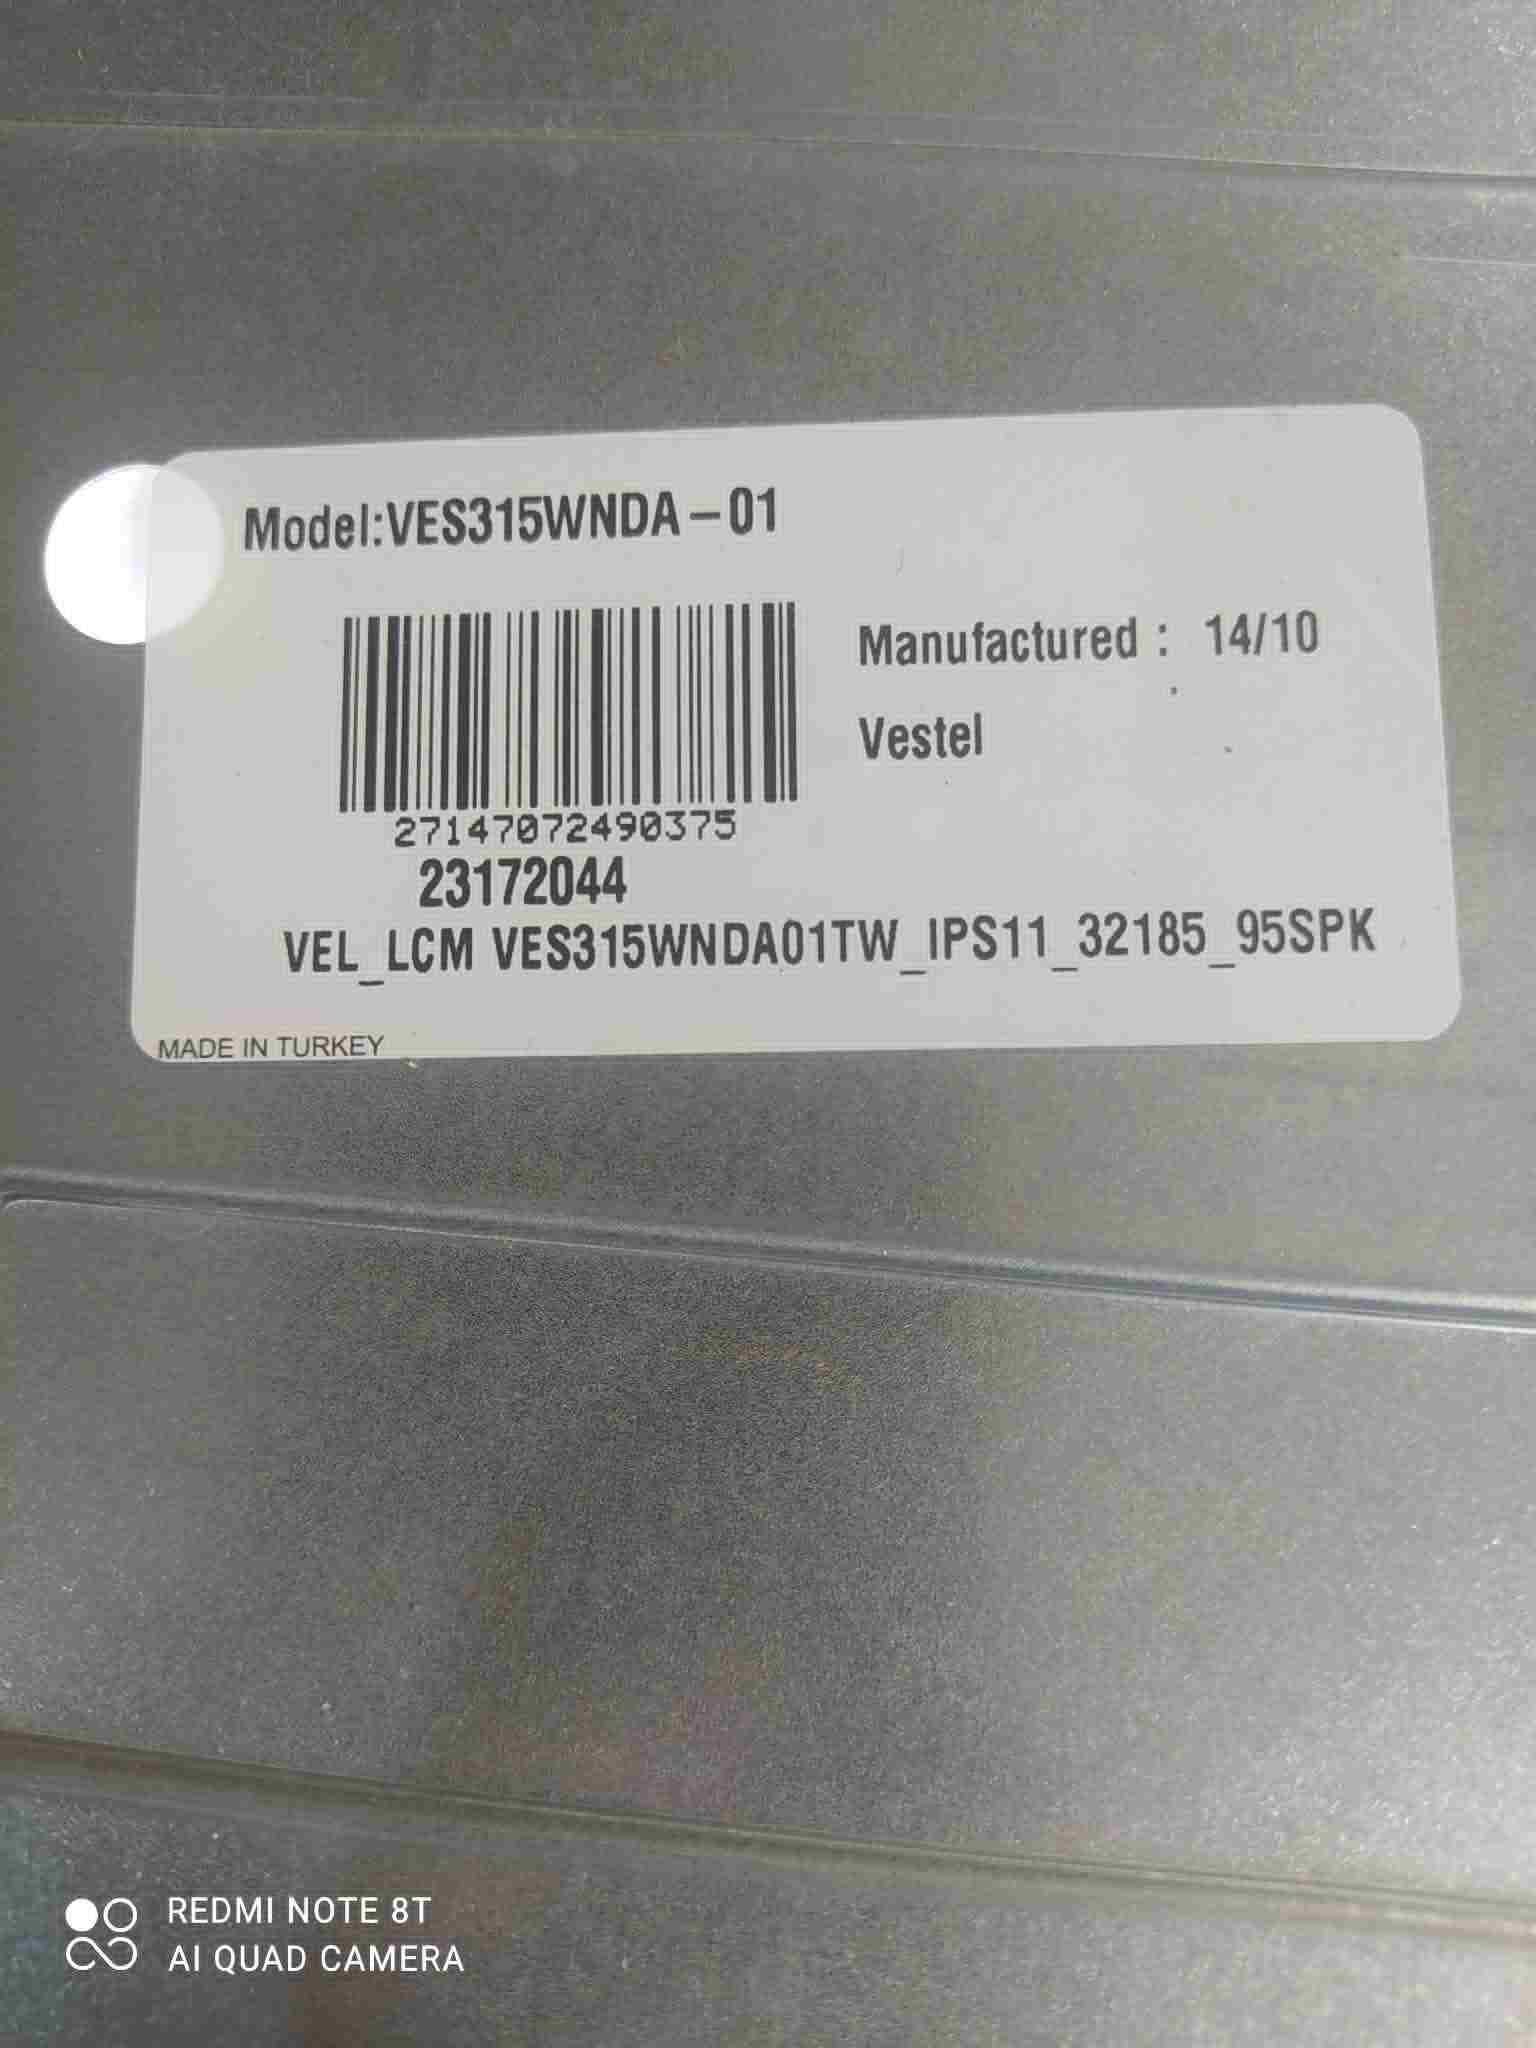 Model:VES315WNDA-01
Manufactured : 14/10
Vestel
27147072490375
23172044
VEL_LCM VES315WNDA01TW_IPS11_32185_95SPK
MADE IN TURKEY
REDMI NOTE 8T
AI QUAD CAMERA